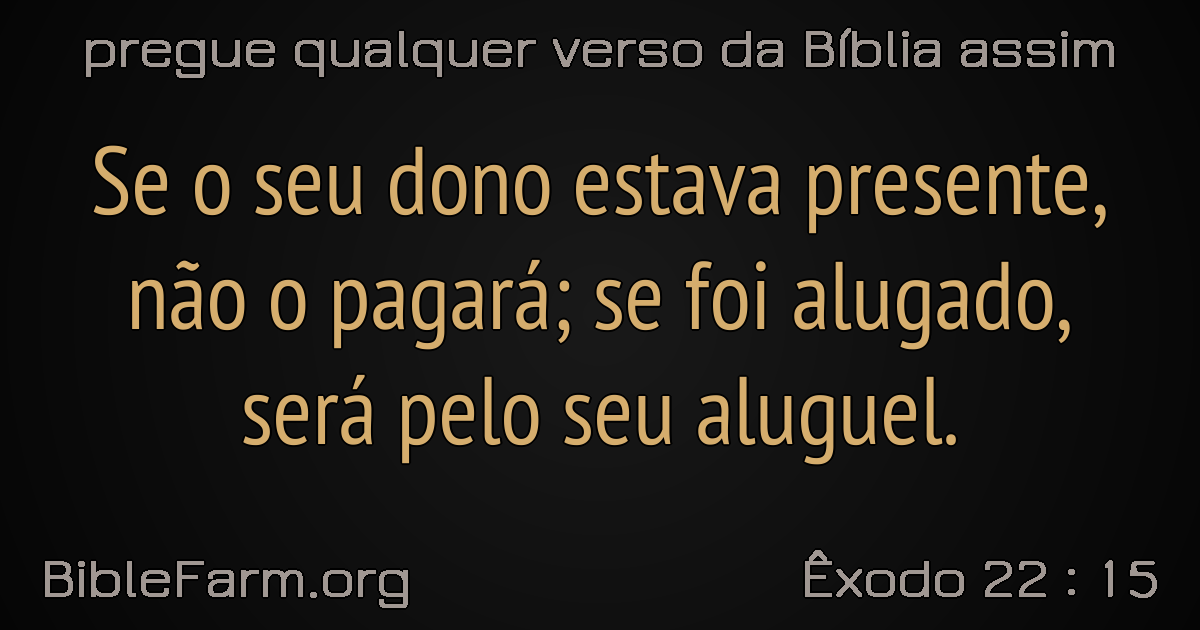 pregue qualquer verso da Bíblia assim
Se o seu dono estava presente,
não o pagará; se foi alugado,
será pelo seu aluguel.
BibleFarm.org
Êxodo 22 : 15